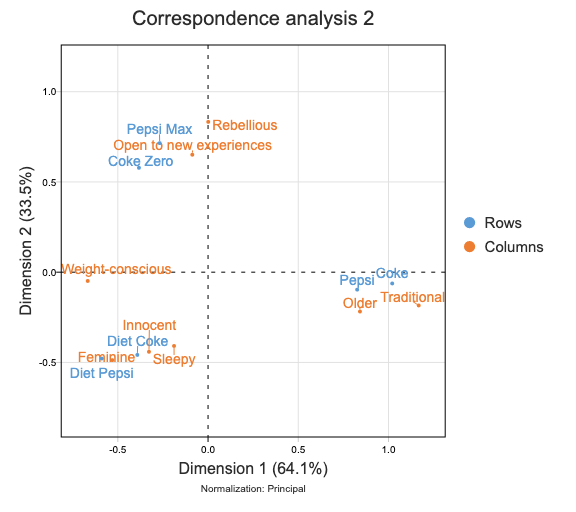 Correspondence analysis 2
Dimension 2 (33.5%)
1.0
0.5
0.0
-0.5
Pepsi Max
Rebellious
Open to new experiences
Coke Zero
Weight-conscious
Coke
Pepsi
Traditional
Older
Innocent
Diet Coke
Feminine
Sleepy
Diet Pepsi
Rows
Columns
-0.5 0.0 0.5 1.0
Dimension 1 (64.1%)
Normalization: Principal